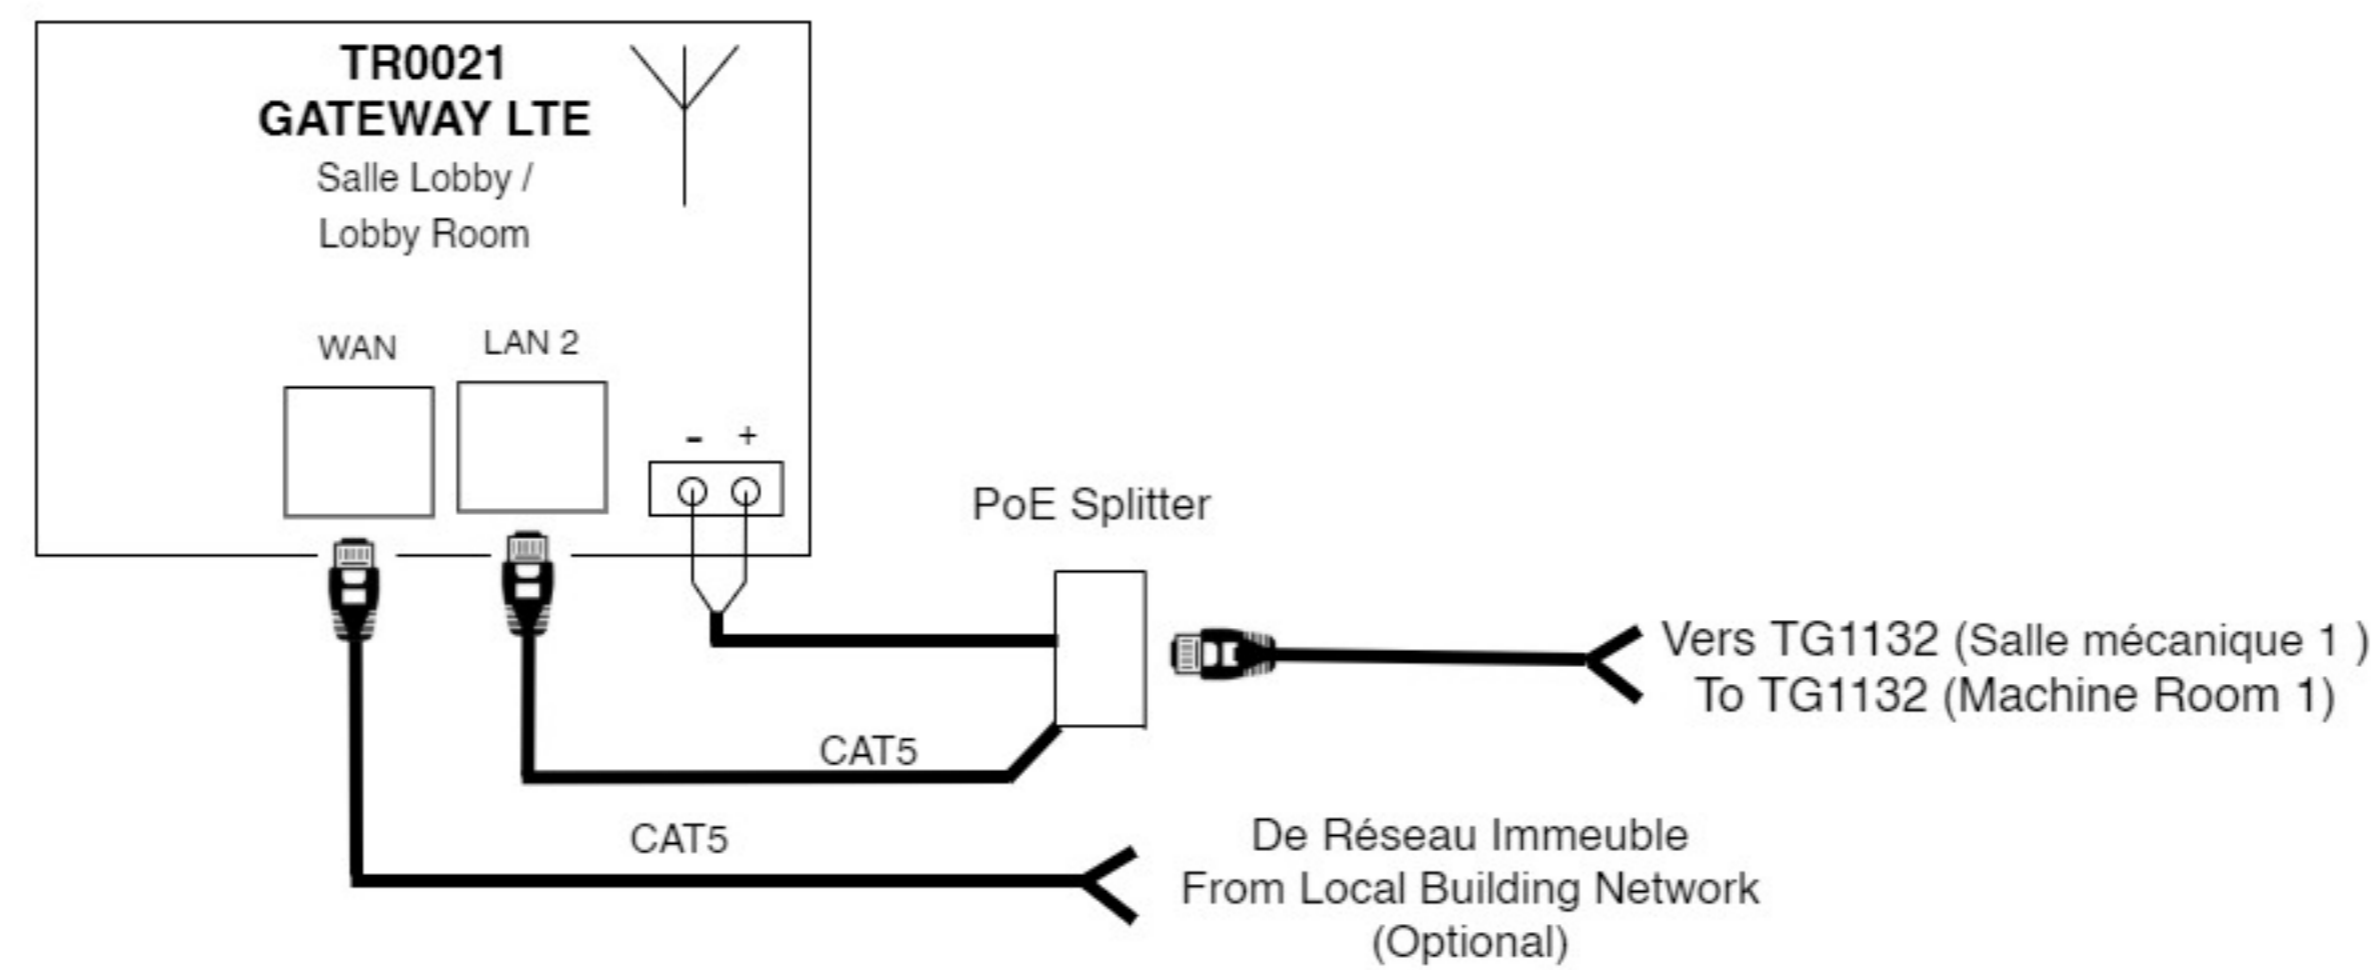 TR0021
GATEWAY LTE
Salle Lobby /
Lobby Room
WAN
LAN 2
- +
PoE Splitter
Vers TG1132 (Salle mécanique 1 )
To TG1132 (Machine Room 1)
CAT5
CAT5
De Réseau Immeuble
From Local Building Network
(Optional)